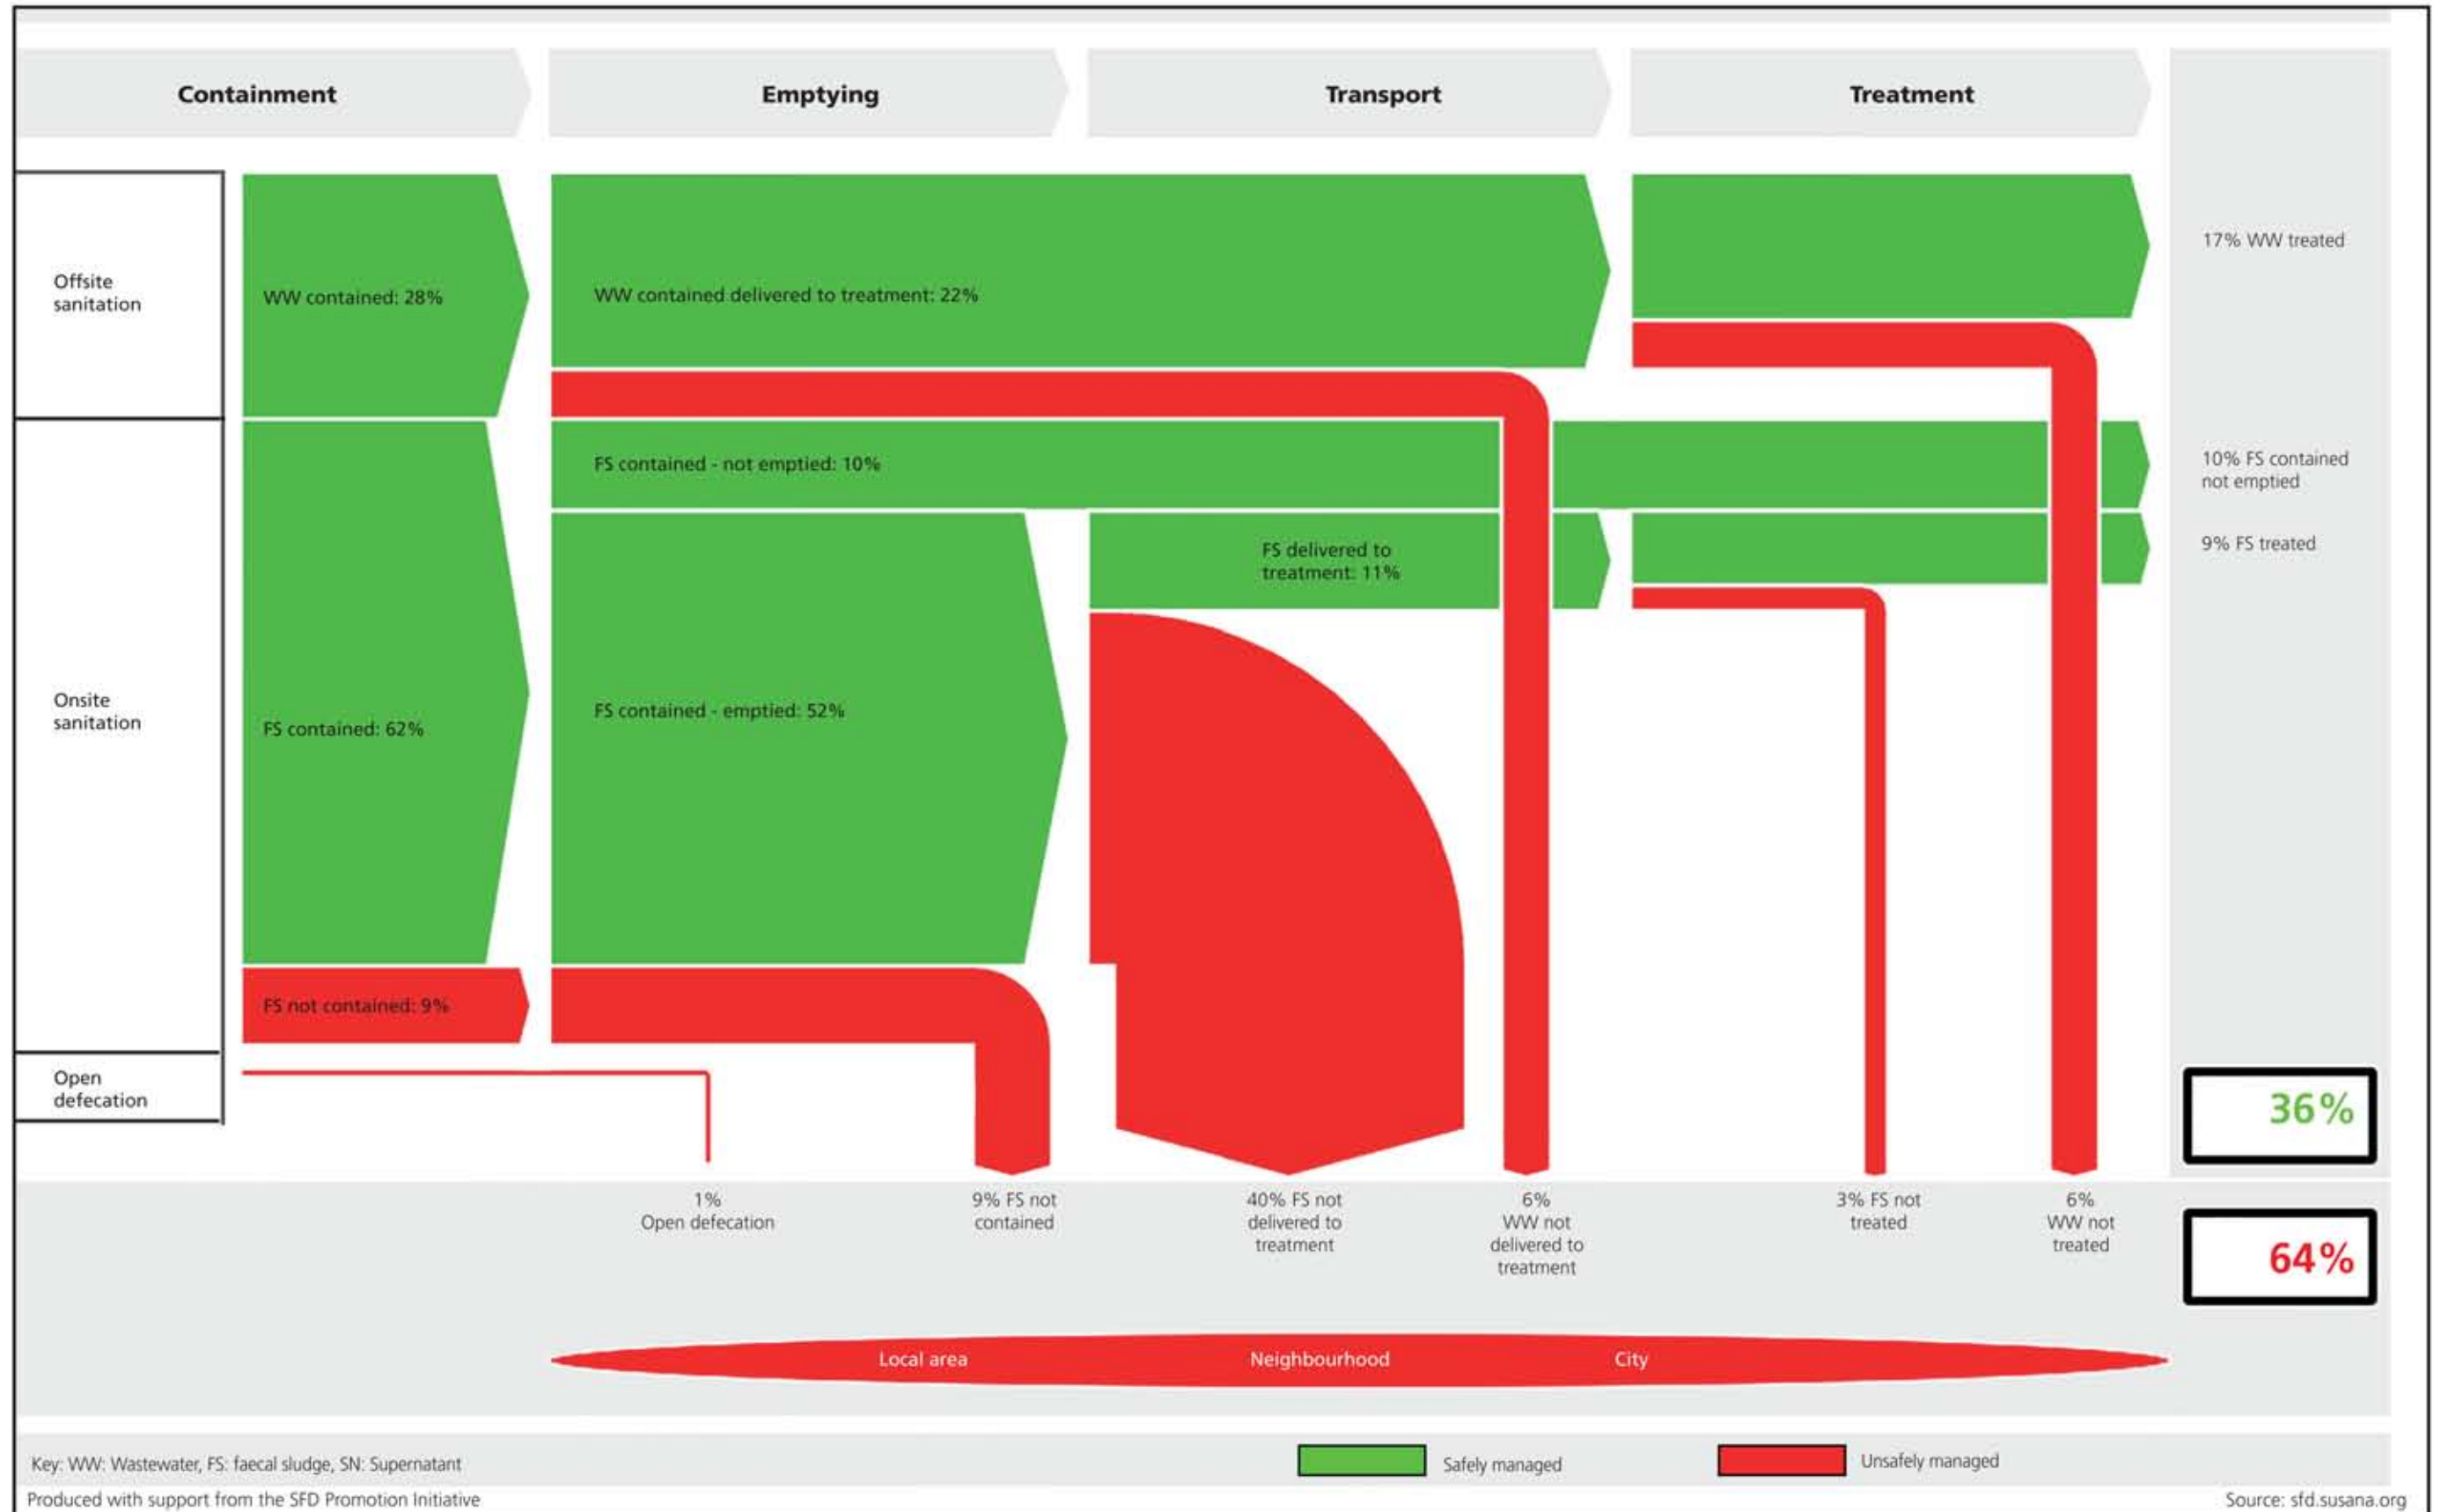 Containment
Emptying
Transport
Treatment
Offsite
sanitation
WW contained: 28%
WW contained delivered to treatment: 22%
17% WW treated
FS contained - not emptied: 10%
10% FS contained
not emptied
FS delivered to
treatment: 11%
9% FS treated
Onsite
sanitation
FS contained: 62%
FS contained - emptied: 52%
FS not contained: 9%
Open
defecation
36%
1%
Open defecation
9% FS not
contained
40% FS not
delivered to
treatment
6%
WW not
delivered to
treatment
3% FS not
treated
6%
WW not
treated
64%
Local area
Neighbourhood
City
Key: WW: Wastewater, FS: faecal sludge, SN: Supernatant
Safely managed
Unsafely managed
Produced with support from the SFD Promotion Initiative
Source: sfd.susana.org